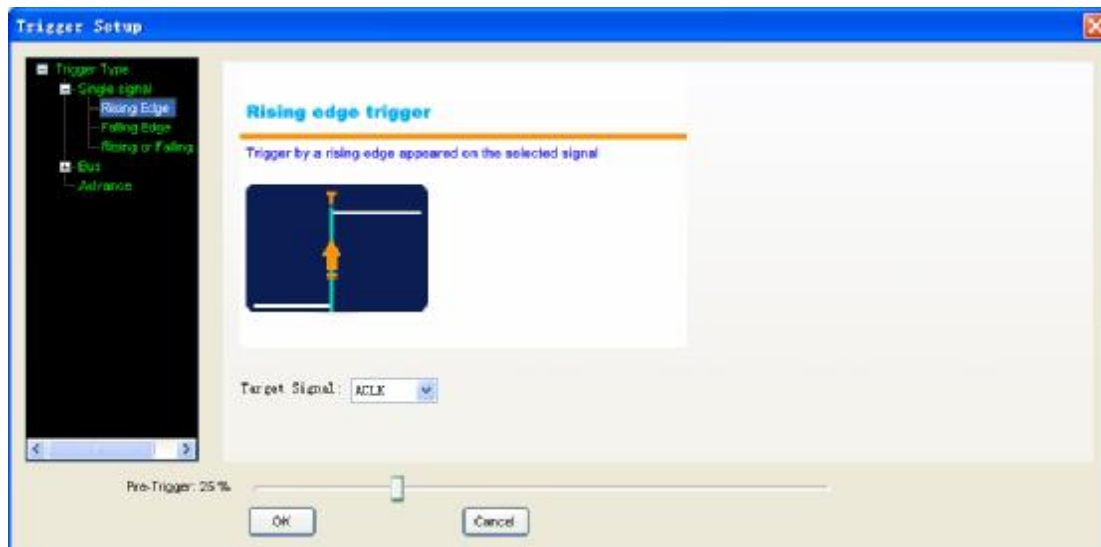 Trigger Setup
Trigger Type
Single signal
Rising Edge
Falling Edge
Rising or Falling
Bus
Advance
Rising edge trigger
Trigger by a rising edge appeared on the selected signal
T
Target Signal: ACLK
Pre-Trigger: 25 %
OK
Cancel